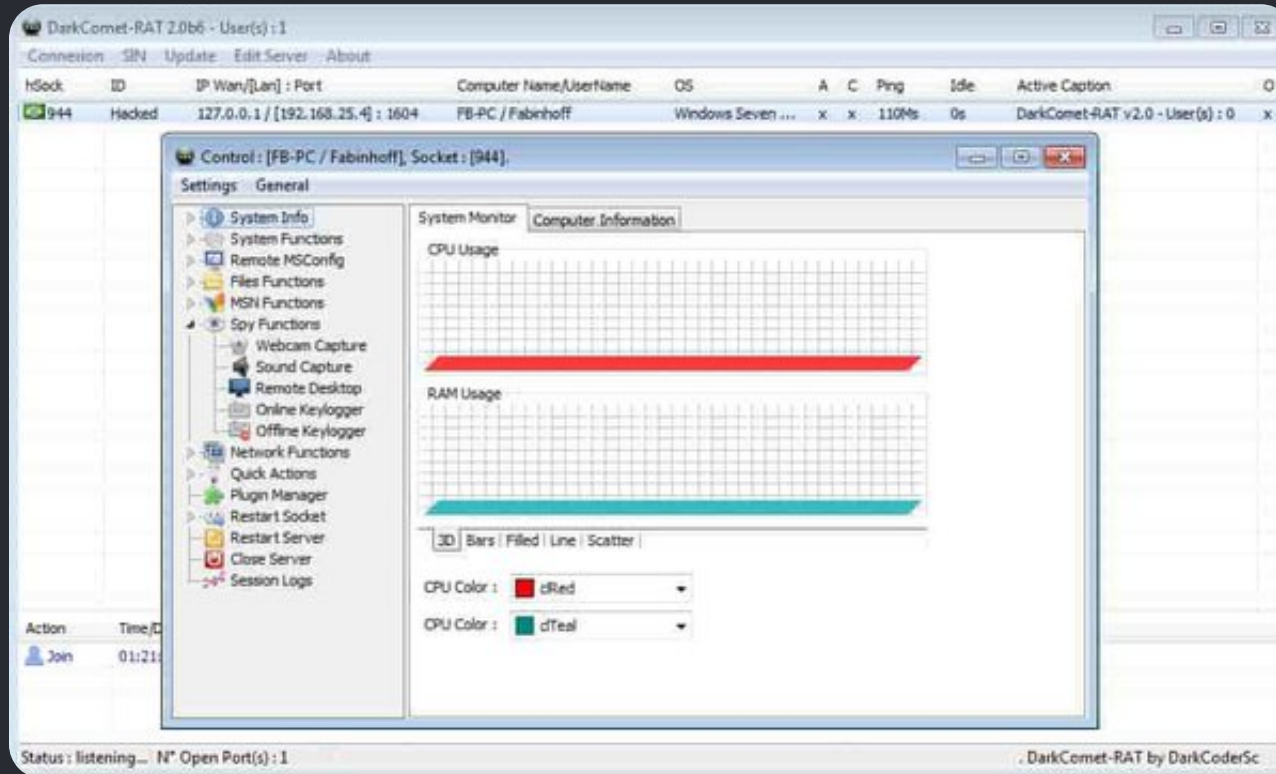 DarkComet-RAT 2.0b6 - User(s) : 1
Connexion SIN Update Edit Server About
hSock ID IP Wan/[Lan] : Port Computer Name/UserName OS A C Ping Idle Active Caption O
944 Hacked 127.0.0.1 / [192.168.25.4] : 1604 FB-PC / Fabinhoff Windows Seven ... x x 110Ms 0s DarkComet-RAT v2.0 - User(s) : 0 x
Control : [FB-PC / Fabinhoff], Socket : [944].
Settings General
System Info
System Functions
Remote MSConfig
Files Functions
MSN Functions
Spy Functions
Webcam Capture
Sound Capture
Remote Desktop
Online Keylogger
Offline Keylogger
Network Functions
Quick Actions
Plugin Manager
Restart Socket
Restart Server
Close Server
Session Logs
System Monitor Computer Information
CPU Usage
RAM Usage
3D Bars Filled Line Scatter
CPU Color : clRed
CPU Color : clTeal
Action Time/D
Join 01:21:
Status : listening... N° Open Port(s) : 1 . DarkComet-RAT by DarkCoderSc